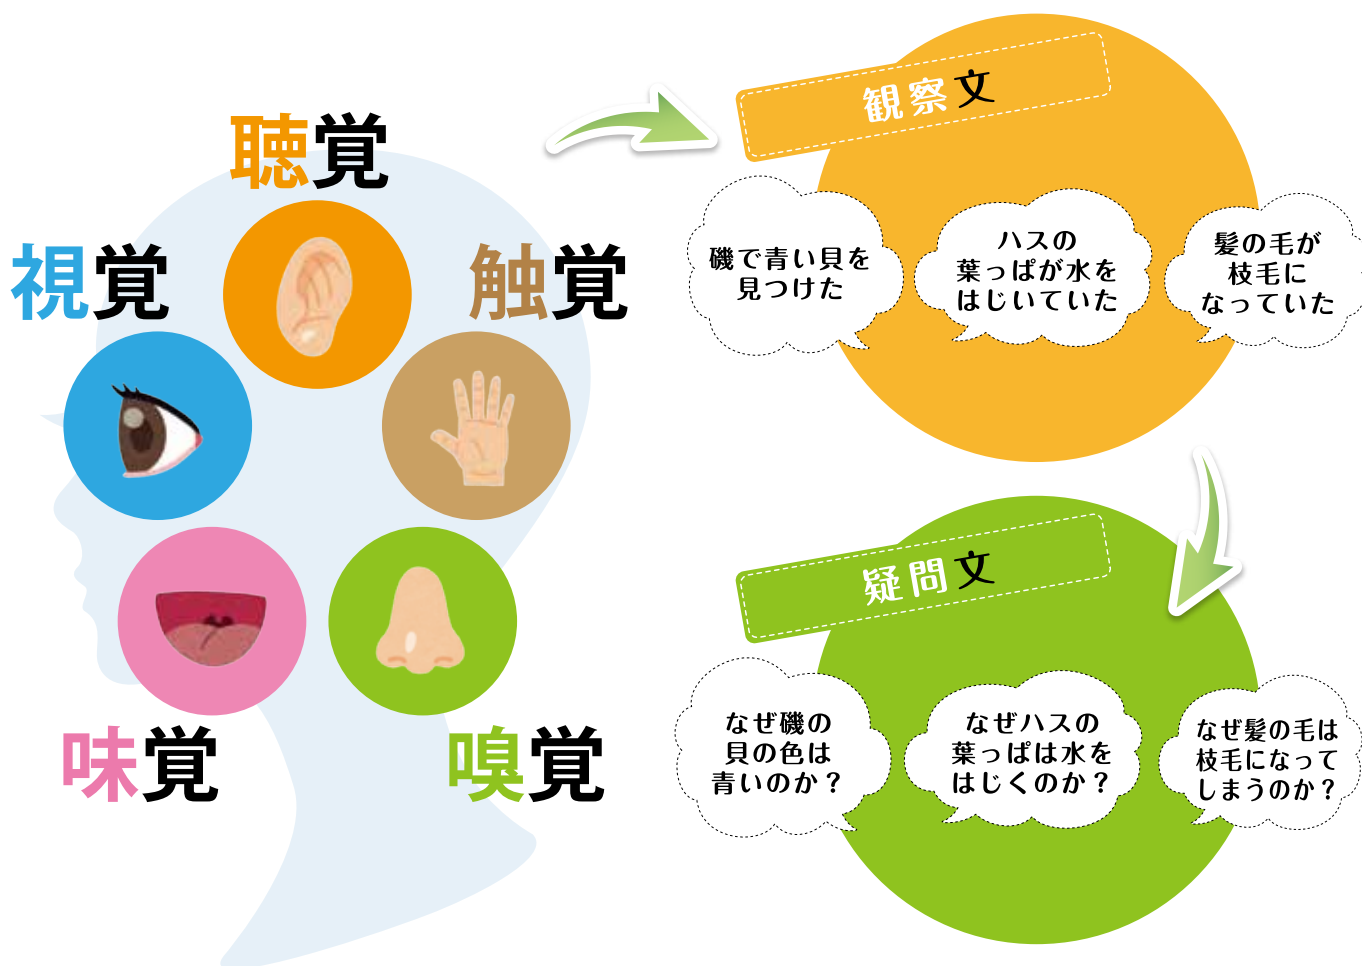 聴覚
視覚
触覚
味覚
嗅覚
観察文
磯で青い貝を
見つけた
ハスの
葉っぱが水を
はじいていた
髪の毛が
枝毛に
なっていた
疑問文
なぜ磯の
貝の色は
青いのか？
なぜハスの
葉っぱは水を
はじくのか？
なぜ髪の毛は
枝毛になって
しまうのか？